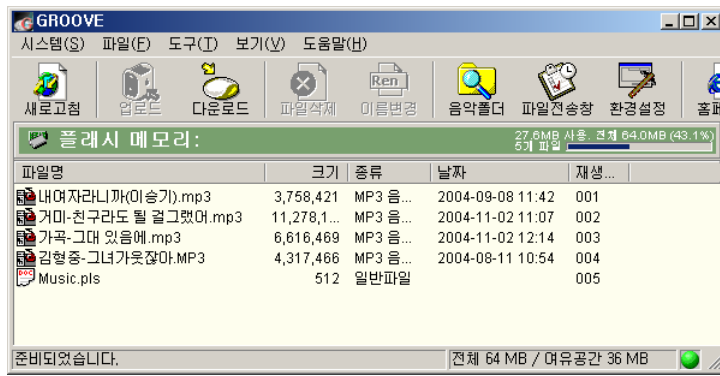 GROOVE
시스템(S) 파일(F) 도구(T) 보기(V) 도움말(H)
Ren
새로고침 업로드 다운로드 파일삭제 이름변경 음악폴더 파일전송창 환경설정
플래시 메모리:
27.6MB 사용. 전체 64.0MB (43.1%)
5개 파일
파일명 크기 종류 날짜 재생...
내여자라니까(이승기).mp3 3,758,421 MP3 음... 2004-09-08 11:42 001
거미-친구라도 될 걸그랬어.mp3 11,278,1... MP3 음... 2004-11-02 11:07 002
가곡-그대 있음에.mp3 6,616,469 MP3 음... 2004-11-02 12:14 003
김형중-그녀가웃잖아.MP3 4,317,466 MP3 음... 2004-08-11 10:54 004
Music.pls 512 일반파일 005
준비되었습니다. 전체 64 MB / 여유공간 36 MB